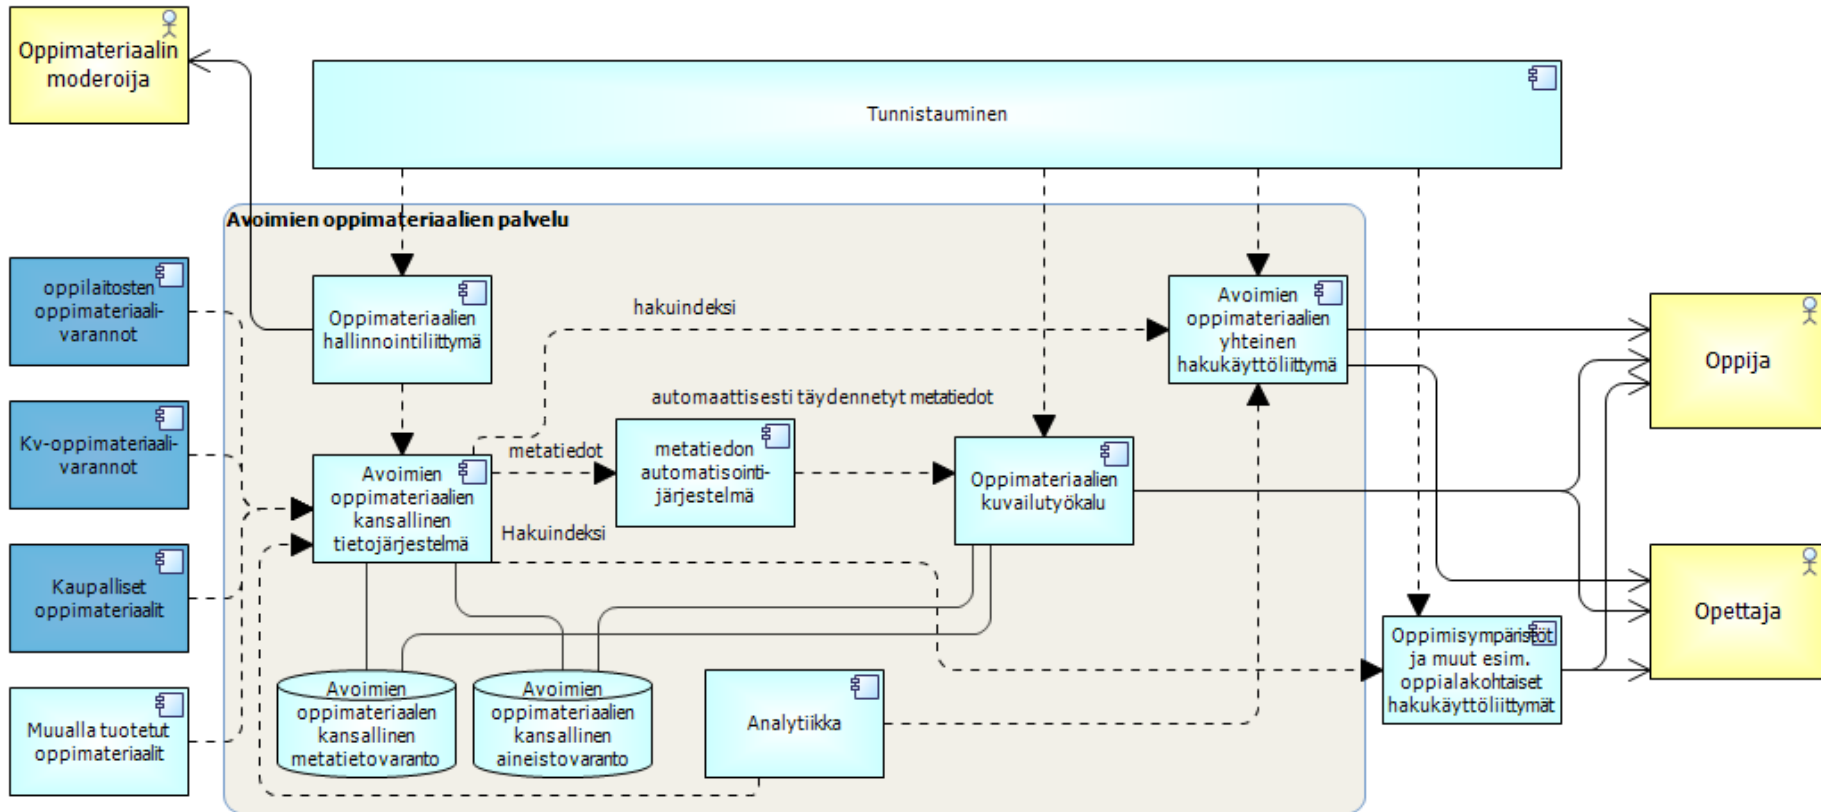 Oppimateriaalin
moderoija
Tunnistauminen
Avoimien oppimateriaalien palvelu
oppilaitosten
oppimateriaali-
varannot
Kv-oppimateriaali-
varannot
Kaupalliset
oppimateriaalit
Muualla tuotetut
oppimateriaalit
Oppimateriaalien
hallinnointiliittymä
hakuindeksi
Avoimien
oppimateriaalien
yhteinen
hakukäyttöliittymä
automaattisesti täydennetyt metatiedot
metatiedot
Avoimien
oppimateriaalien
kansallinen
tietojärjestelmä
metatiedon
automatisointi-
järjestelmä
Oppimateriaalien
kuvailutyökalu
Hakuindeksi
Avoimien
oppimateriaalen
kansallinen
metatietovaranto
Avoimien
oppimateriaalien
kansallinen
aineistovaranto
Analytiikka
Oppimisympäristöt
ja muut esim.
oppialakohtaiset
hakukäyttöliittymät
Oppija
Opettaja